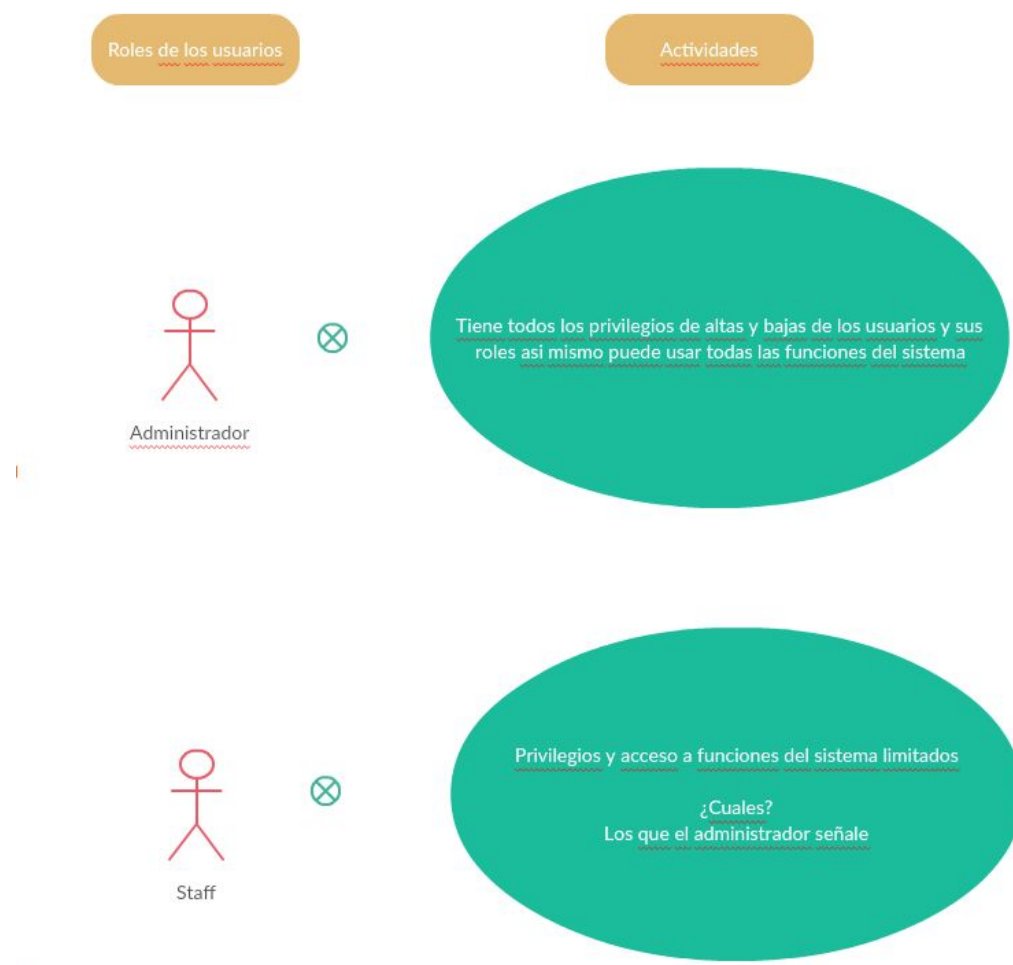 Roles de los usuarios
Actividades
Tiene todos los privilegios de altas y bajas de los usuarios y sus
roles asi mismo puede usar todas las funciones del sistema
Administrador
Privilegios y acceso a funciones del sistema limitados
¿Cuales?
Los que el administrador señale
Staff